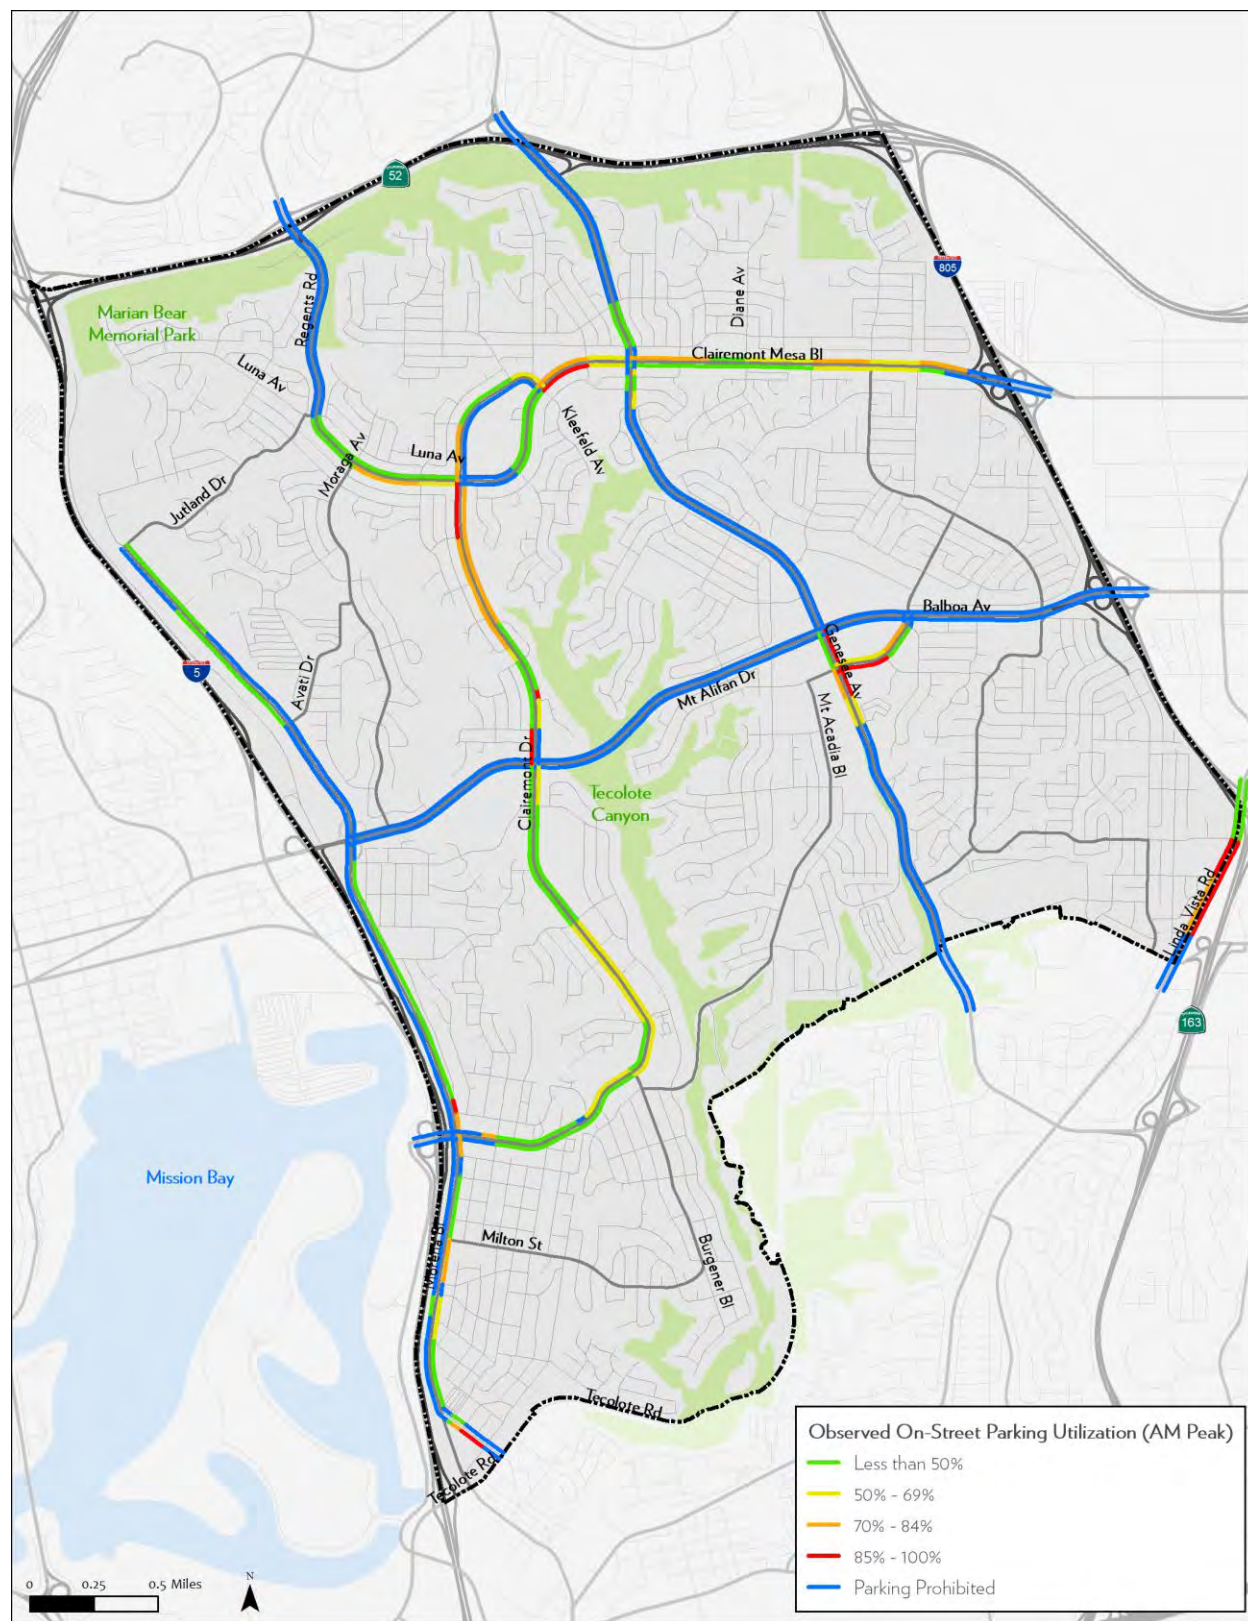 52
805
Regents Rd
Diane Av
Marian Bear
Memorial Park
Clairemont Mesa Bl
Luna Av
Kleefeld Av
Moraga Av
Luna Av
Jutland Dr
Balboa Av
Genesee Av
5
Avati Dr
Mt Alifan Dr
Mt Acadia Bl
Clairemont Dr
Tecolote
Canyon
Linda Vista Rd
163
Mission Bay
Morena Bl
Milton St
Burgener Bl
Tecolote Rd
Tecolote Rd
Observed On-Street Parking Utilization (AM Peak)
Less than 50%
50% - 69%
70% - 84%
85% - 100%
Parking Prohibited
N
0 0.25 0.5 Miles